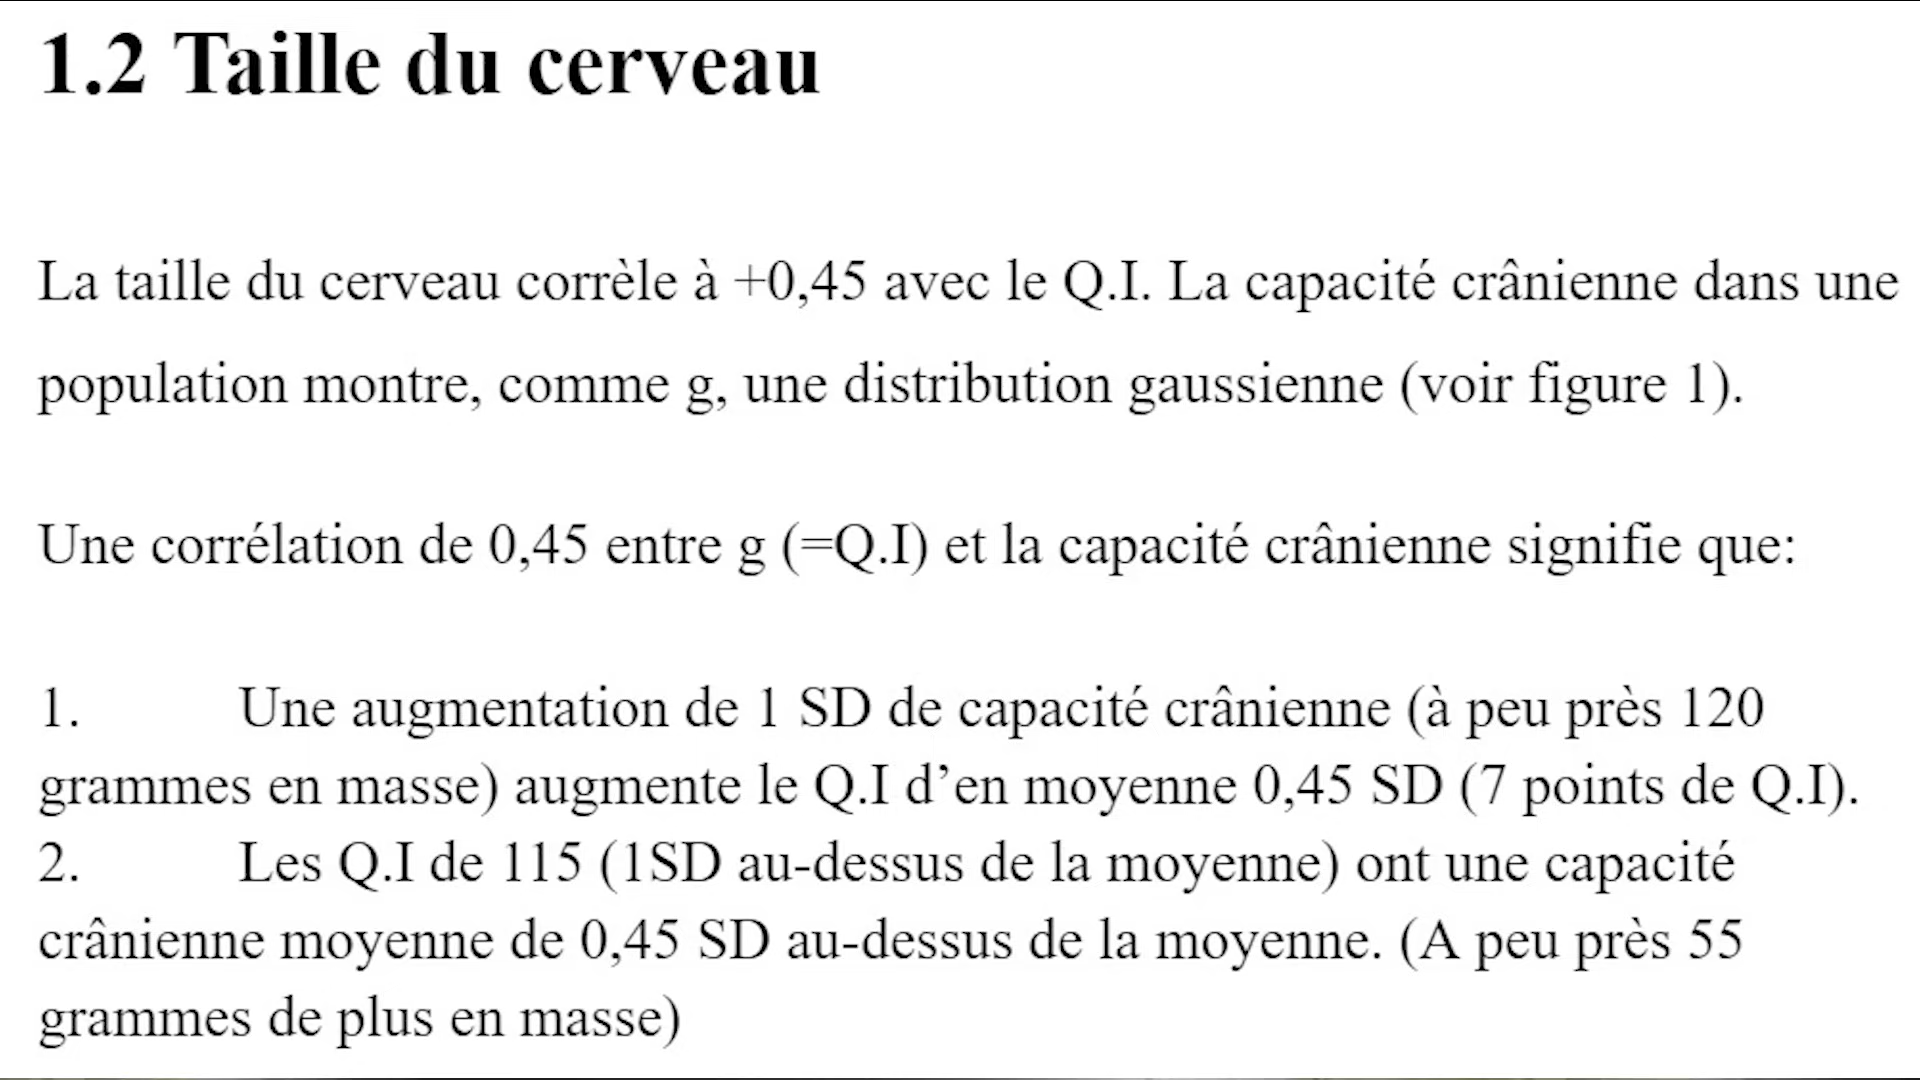 1.2 Taille du cerveau
La taille du cerveau corrèle à +0,45 avec le Q.I. La capacité crânienne dans une
population montre, comme g, une distribution gaussienne (voir figure 1).
Une corrélation de 0,45 entre g (=Q.I) et la capacité crânienne signifie que:
1. Une augmentation de 1 SD de capacité crânienne (à peu près 120
grammes en masse) augmente le Q.I d’en moyenne 0,45 SD (7 points de Q.I).
2. Les Q.I de 115 (1SD au-dessus de la moyenne) ont une capacité
crânienne moyenne de 0,45 SD au-dessus de la moyenne. (A peu près 55
grammes de plus en masse)